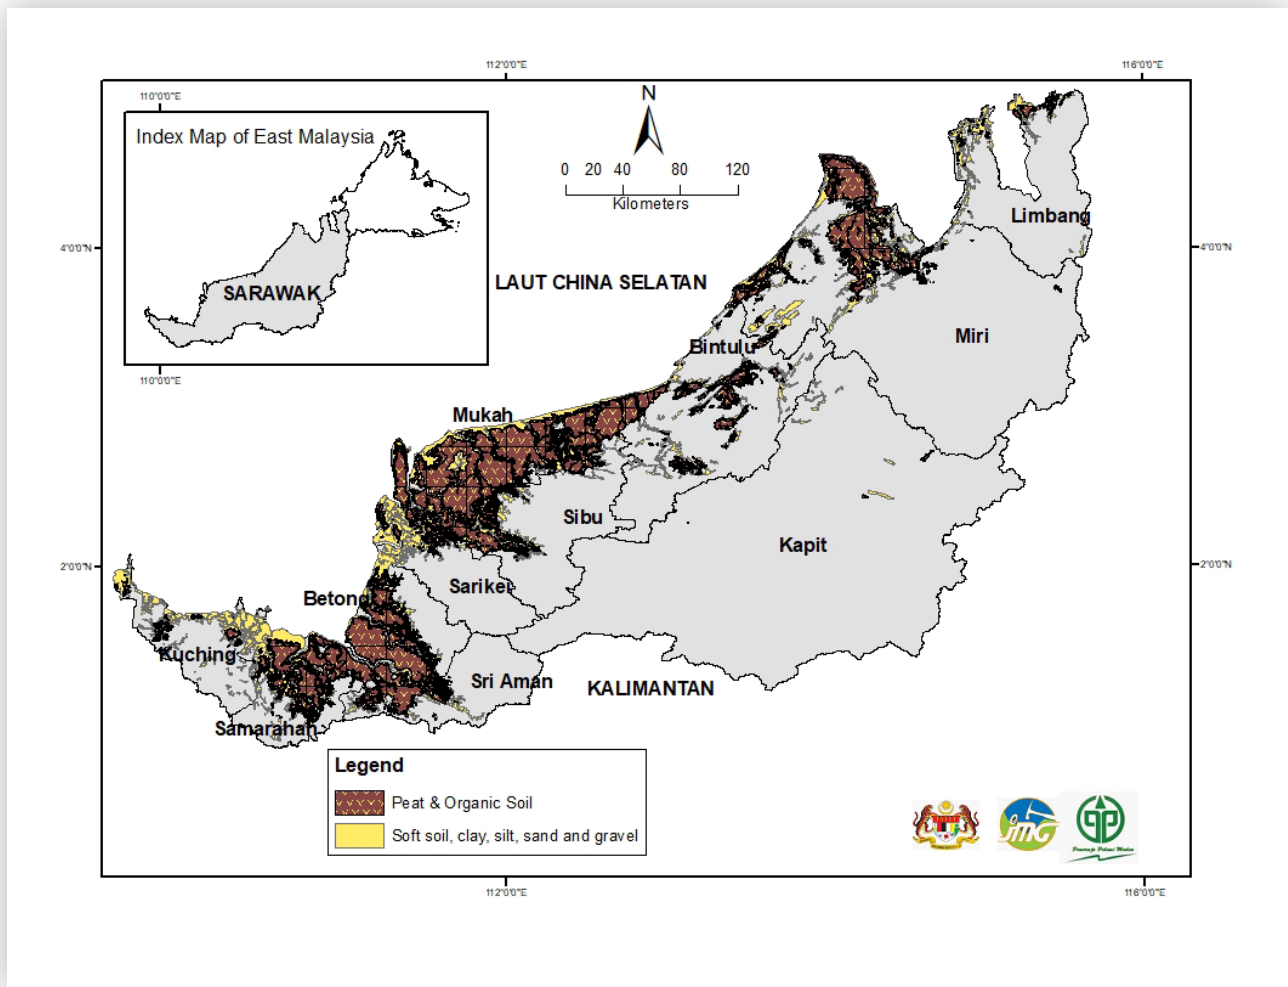 112°0'0"E
116°0'0"E
110°0'0"E
Index Map of East Malaysia
SARAWAK
110°0'0"E
N
0 20 40 80 120
Kilometers
4°0'0"N
4°0'0"N
LAUT CHINA SELATAN
Limbang
Miri
Bintulu
Mukah
Sibu
Kapit
2°0'0"N
2°0'0"N
Sarikei
Betong
Kuching
Sri Aman
KALIMANTAN
Samarahan
Legend
Peat & Organic Soil
Soft soil, clay, silt, sand and gravel
JMG
112°0'0"E
116°0'0"E